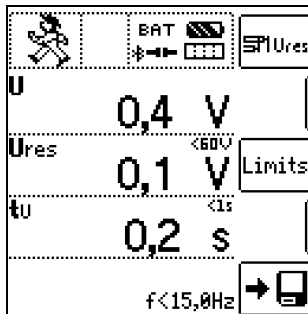 BAT
Ures
U
0,4 V
Ures <60V
0,1 V
Limits
tu <1s
0,2 s
f<15,0Hz